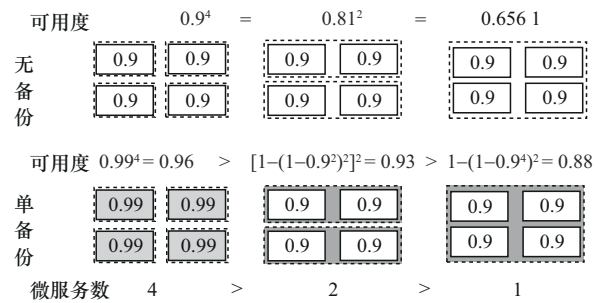 可用度 0.9⁴ = 0.81² = 0.656 1
无备份
0.9 0.9 0.9 0.9 0.9 0.9
0.9 0.9 0.9 0.9 0.9 0.9
可用度 0.99⁴ = 0.96 > [1–(1–0.9²)²]² = 0.93 > 1–(1–0.9⁴)² = 0.88
单备份
0.99 0.99 0.9 0.9 0.9 0.9
0.99 0.99 0.9 0.9 0.9 0.9
微服务数 4 > 2 > 1